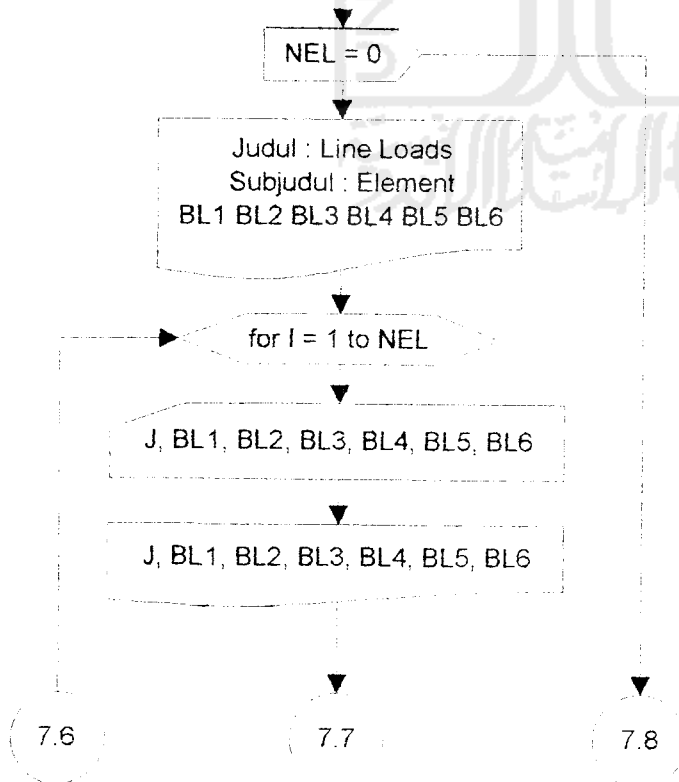 NEL = 0
Judul : Line Loads
Subjudul : Element
BL1 BL2 BL3 BL4 BL5 BL6
for I = 1 to NEL
J, BL1, BL2, BL3, BL4, BL5, BL6
J, BL1, BL2, BL3, BL4, BL5, BL6
7.6
7.7
7.8